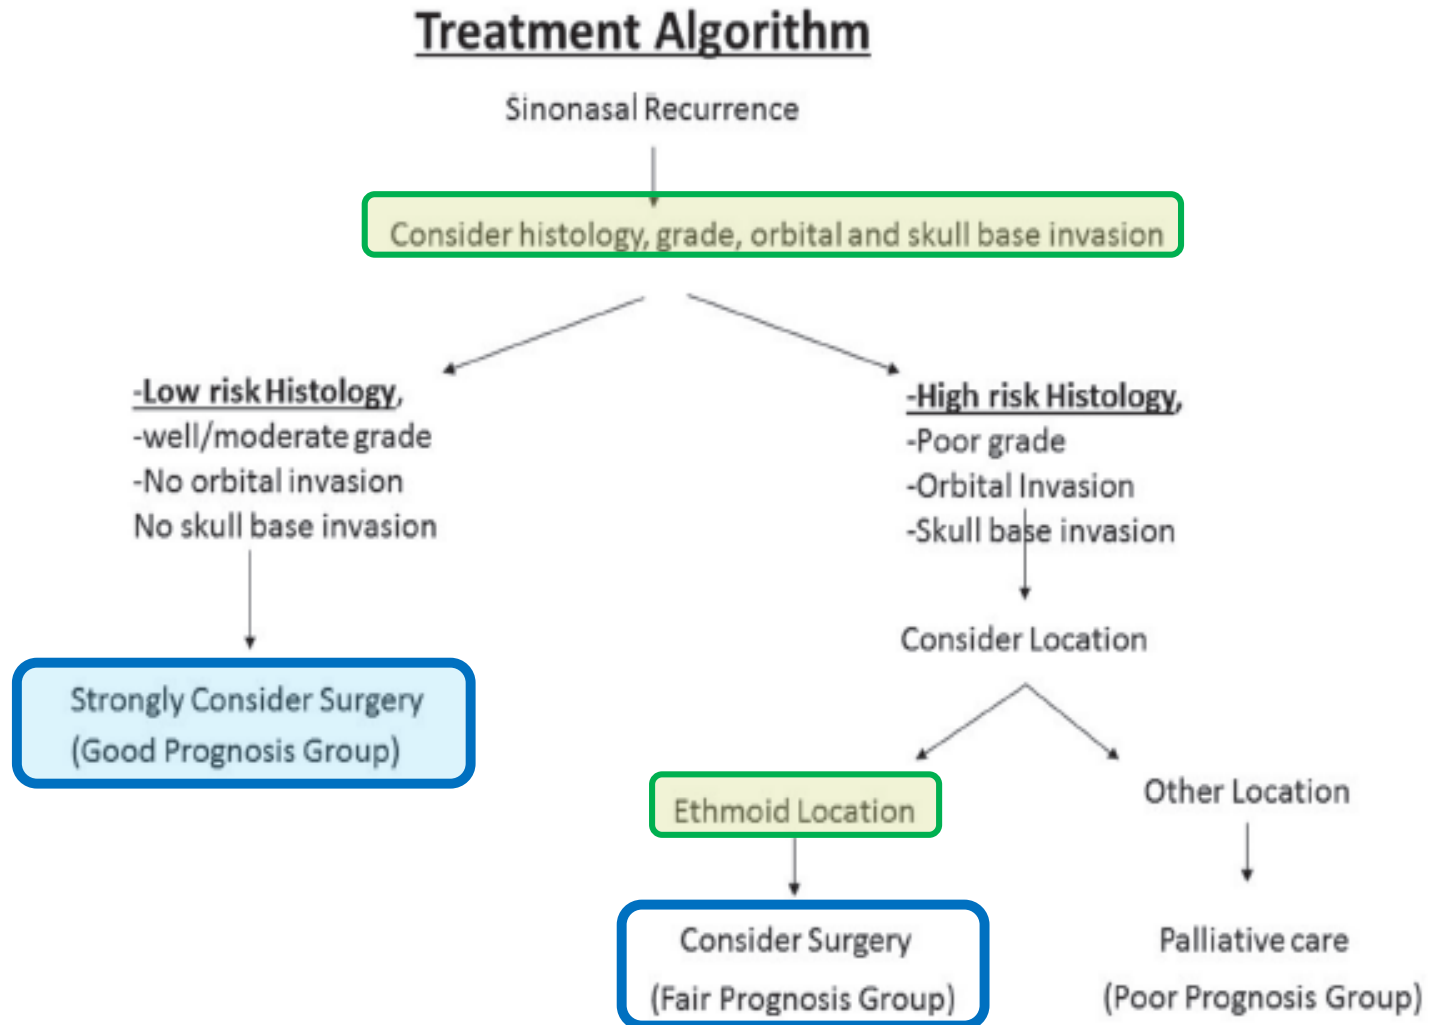 Treatment Algorithm
Sinonasal Recurrence
Consider histology, grade, orbital and skull base invasion
-Low risk Histology,
-well/moderate grade
-No orbital invasion
No skull base invasion
Strongly Consider Surgery
(Good Prognosis Group)
-High risk Histology,
-Poor grade
-Orbital Invasion
-Skull base invasion
Consider Location
Ethmoid Location
Consider Surgery
(Fair Prognosis Group)
Other Location
Palliative care
(Poor Prognosis Group)